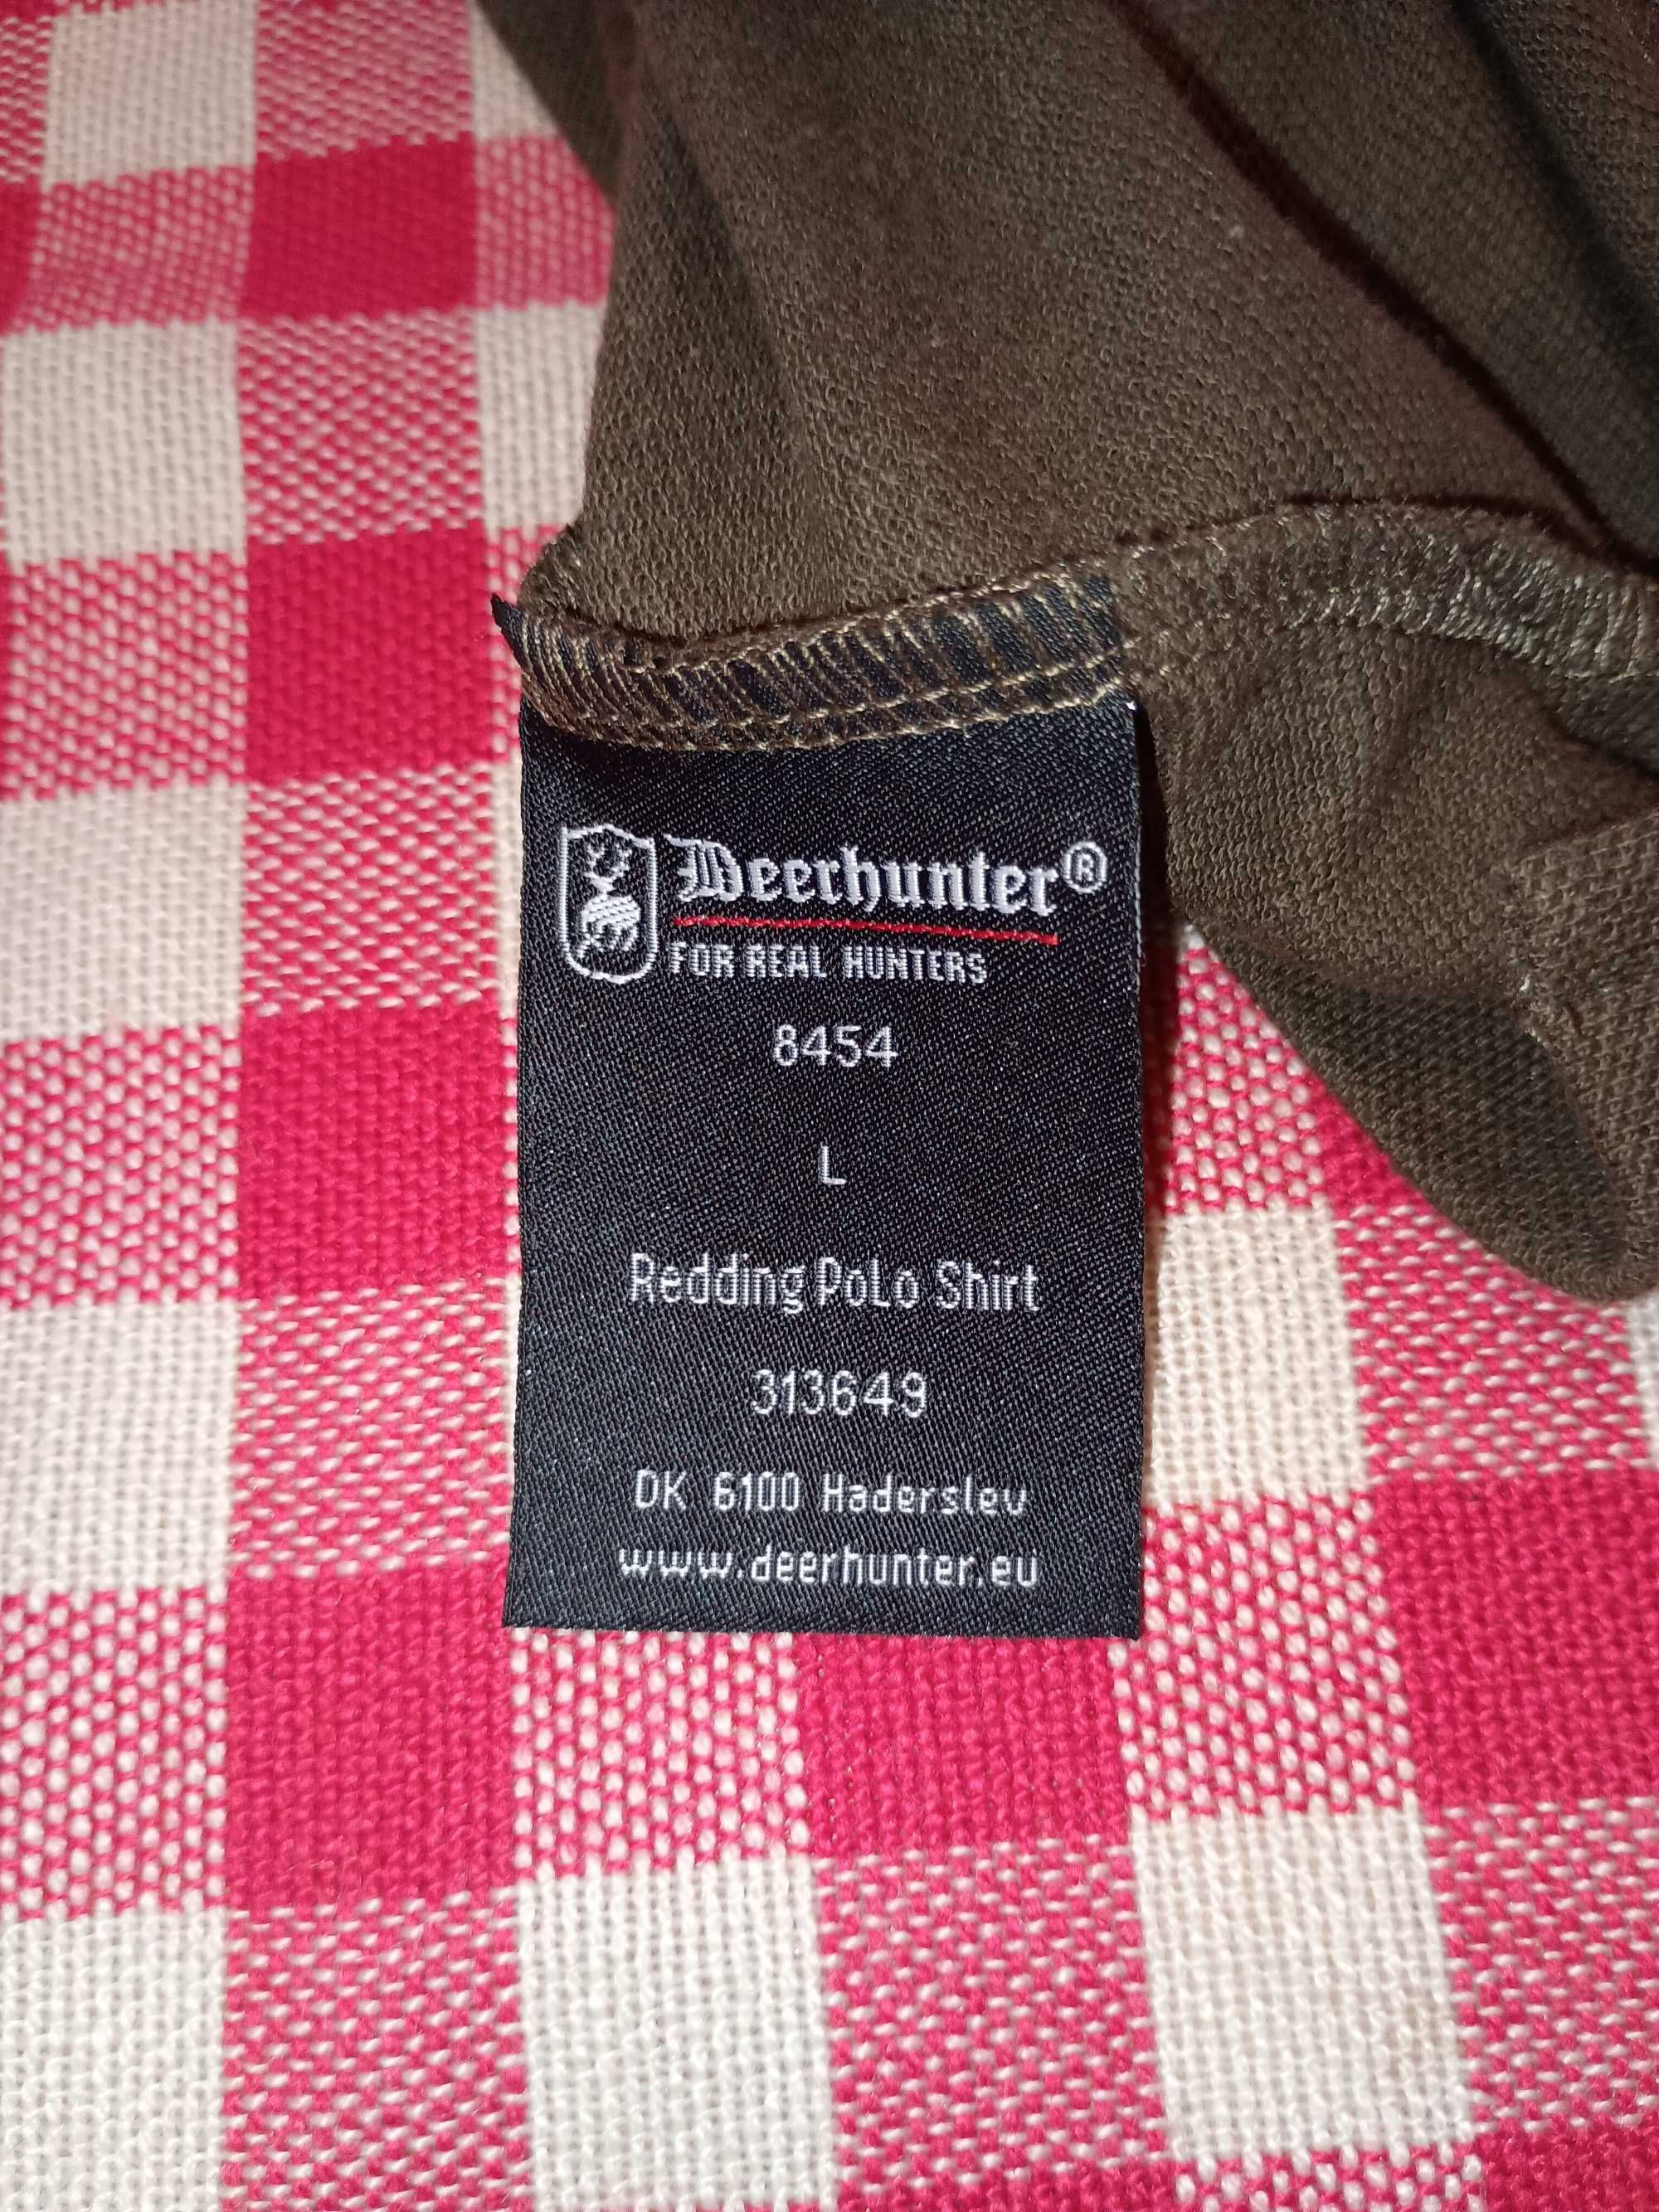 Deerhunter®
FOR REAL HUNTERS
8454
L
Redding Polo Shirt
313649
DK 6100 Haderslev
www.deerhunter.eu